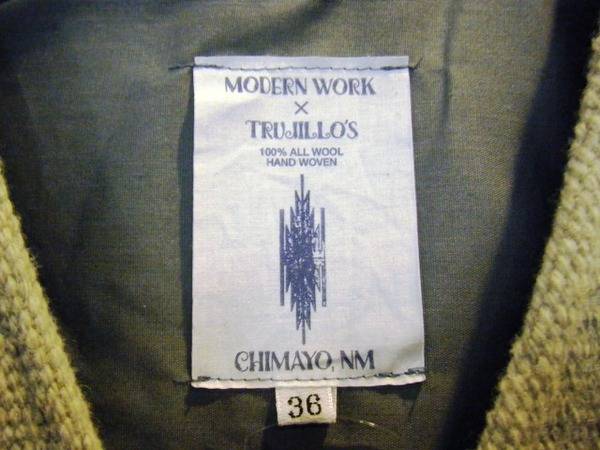 MODERN WORK
×
TRUJILLO'S
100% ALL WOOL
HAND WOVEN
CHIMAYO, NM
36